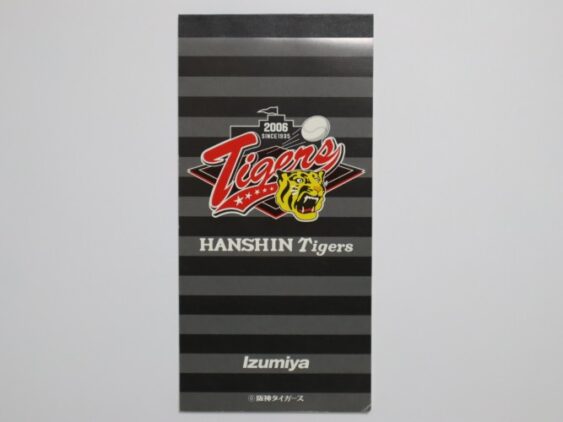 2006
SINCE 1935
Tigers
HANSHIN Tigers
Izumiya
©阪神タイガース